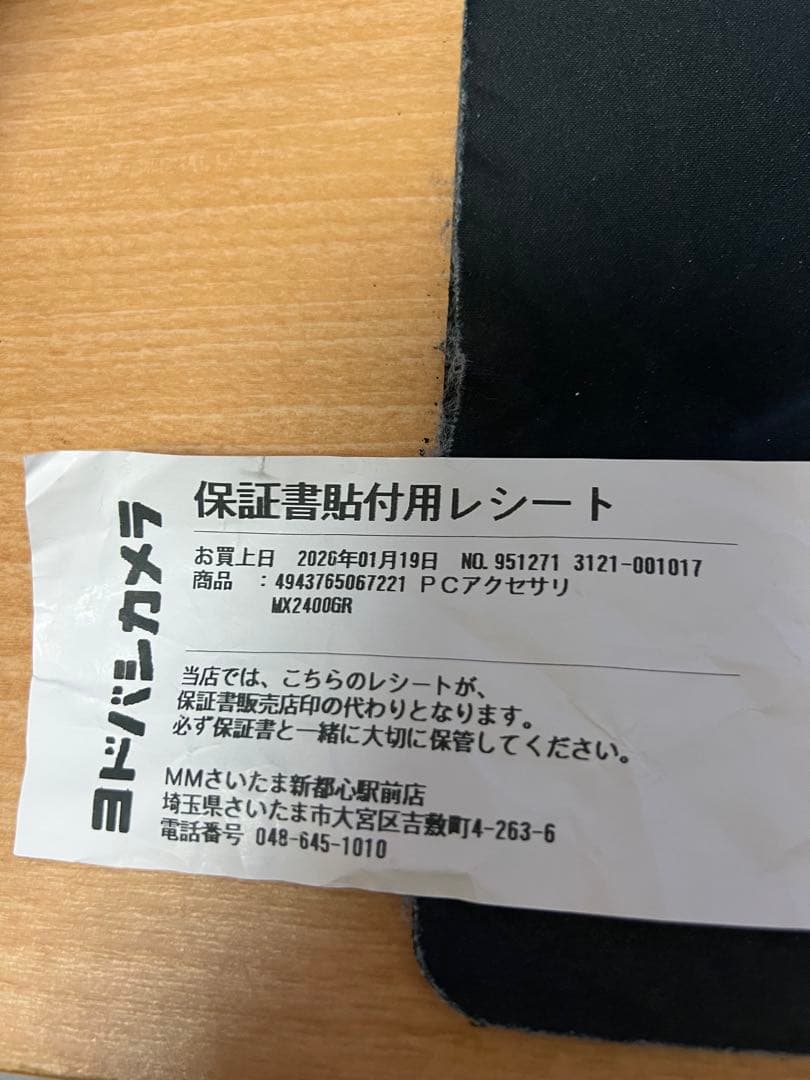 ヨドバシカメラ
保証書貼付用レシート
お買上日 2026年01月19日 NO. 951271 3121-001017
商品 : 4943765067221 PCアクセサリ
MX2400GR
当店では、こちらのレシートが、
保証書販売店印の代わりとなります。
必ず保証書と一緒に大切に保管してください。
MMさいたま新都心駅前店
埼玉県さいたま市大宮区吉敷町4-263-6
電話番号 048-645-1010